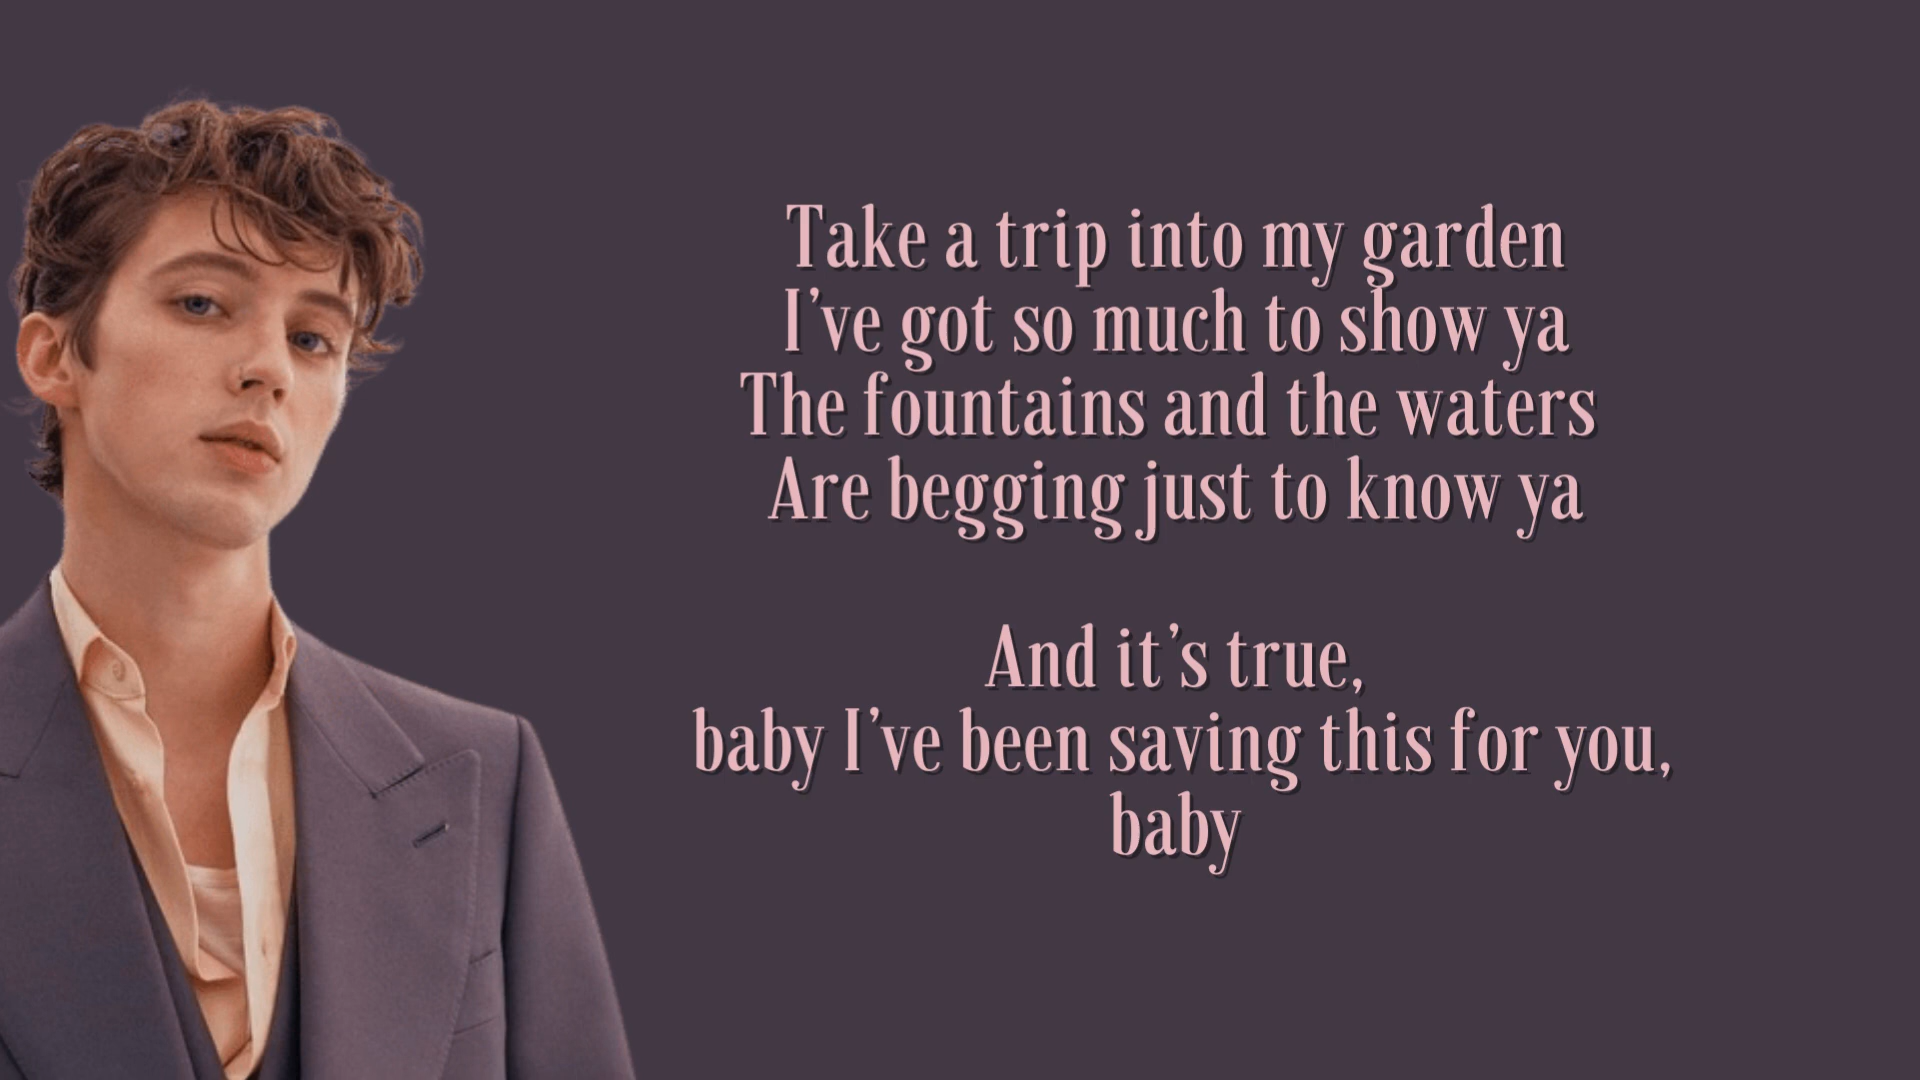 Take a trip into my garden
I’ve got so much to show ya
The fountains and the waters
Are begging just to know ya
And it’s true,
baby I’ve been saving this for you,
baby